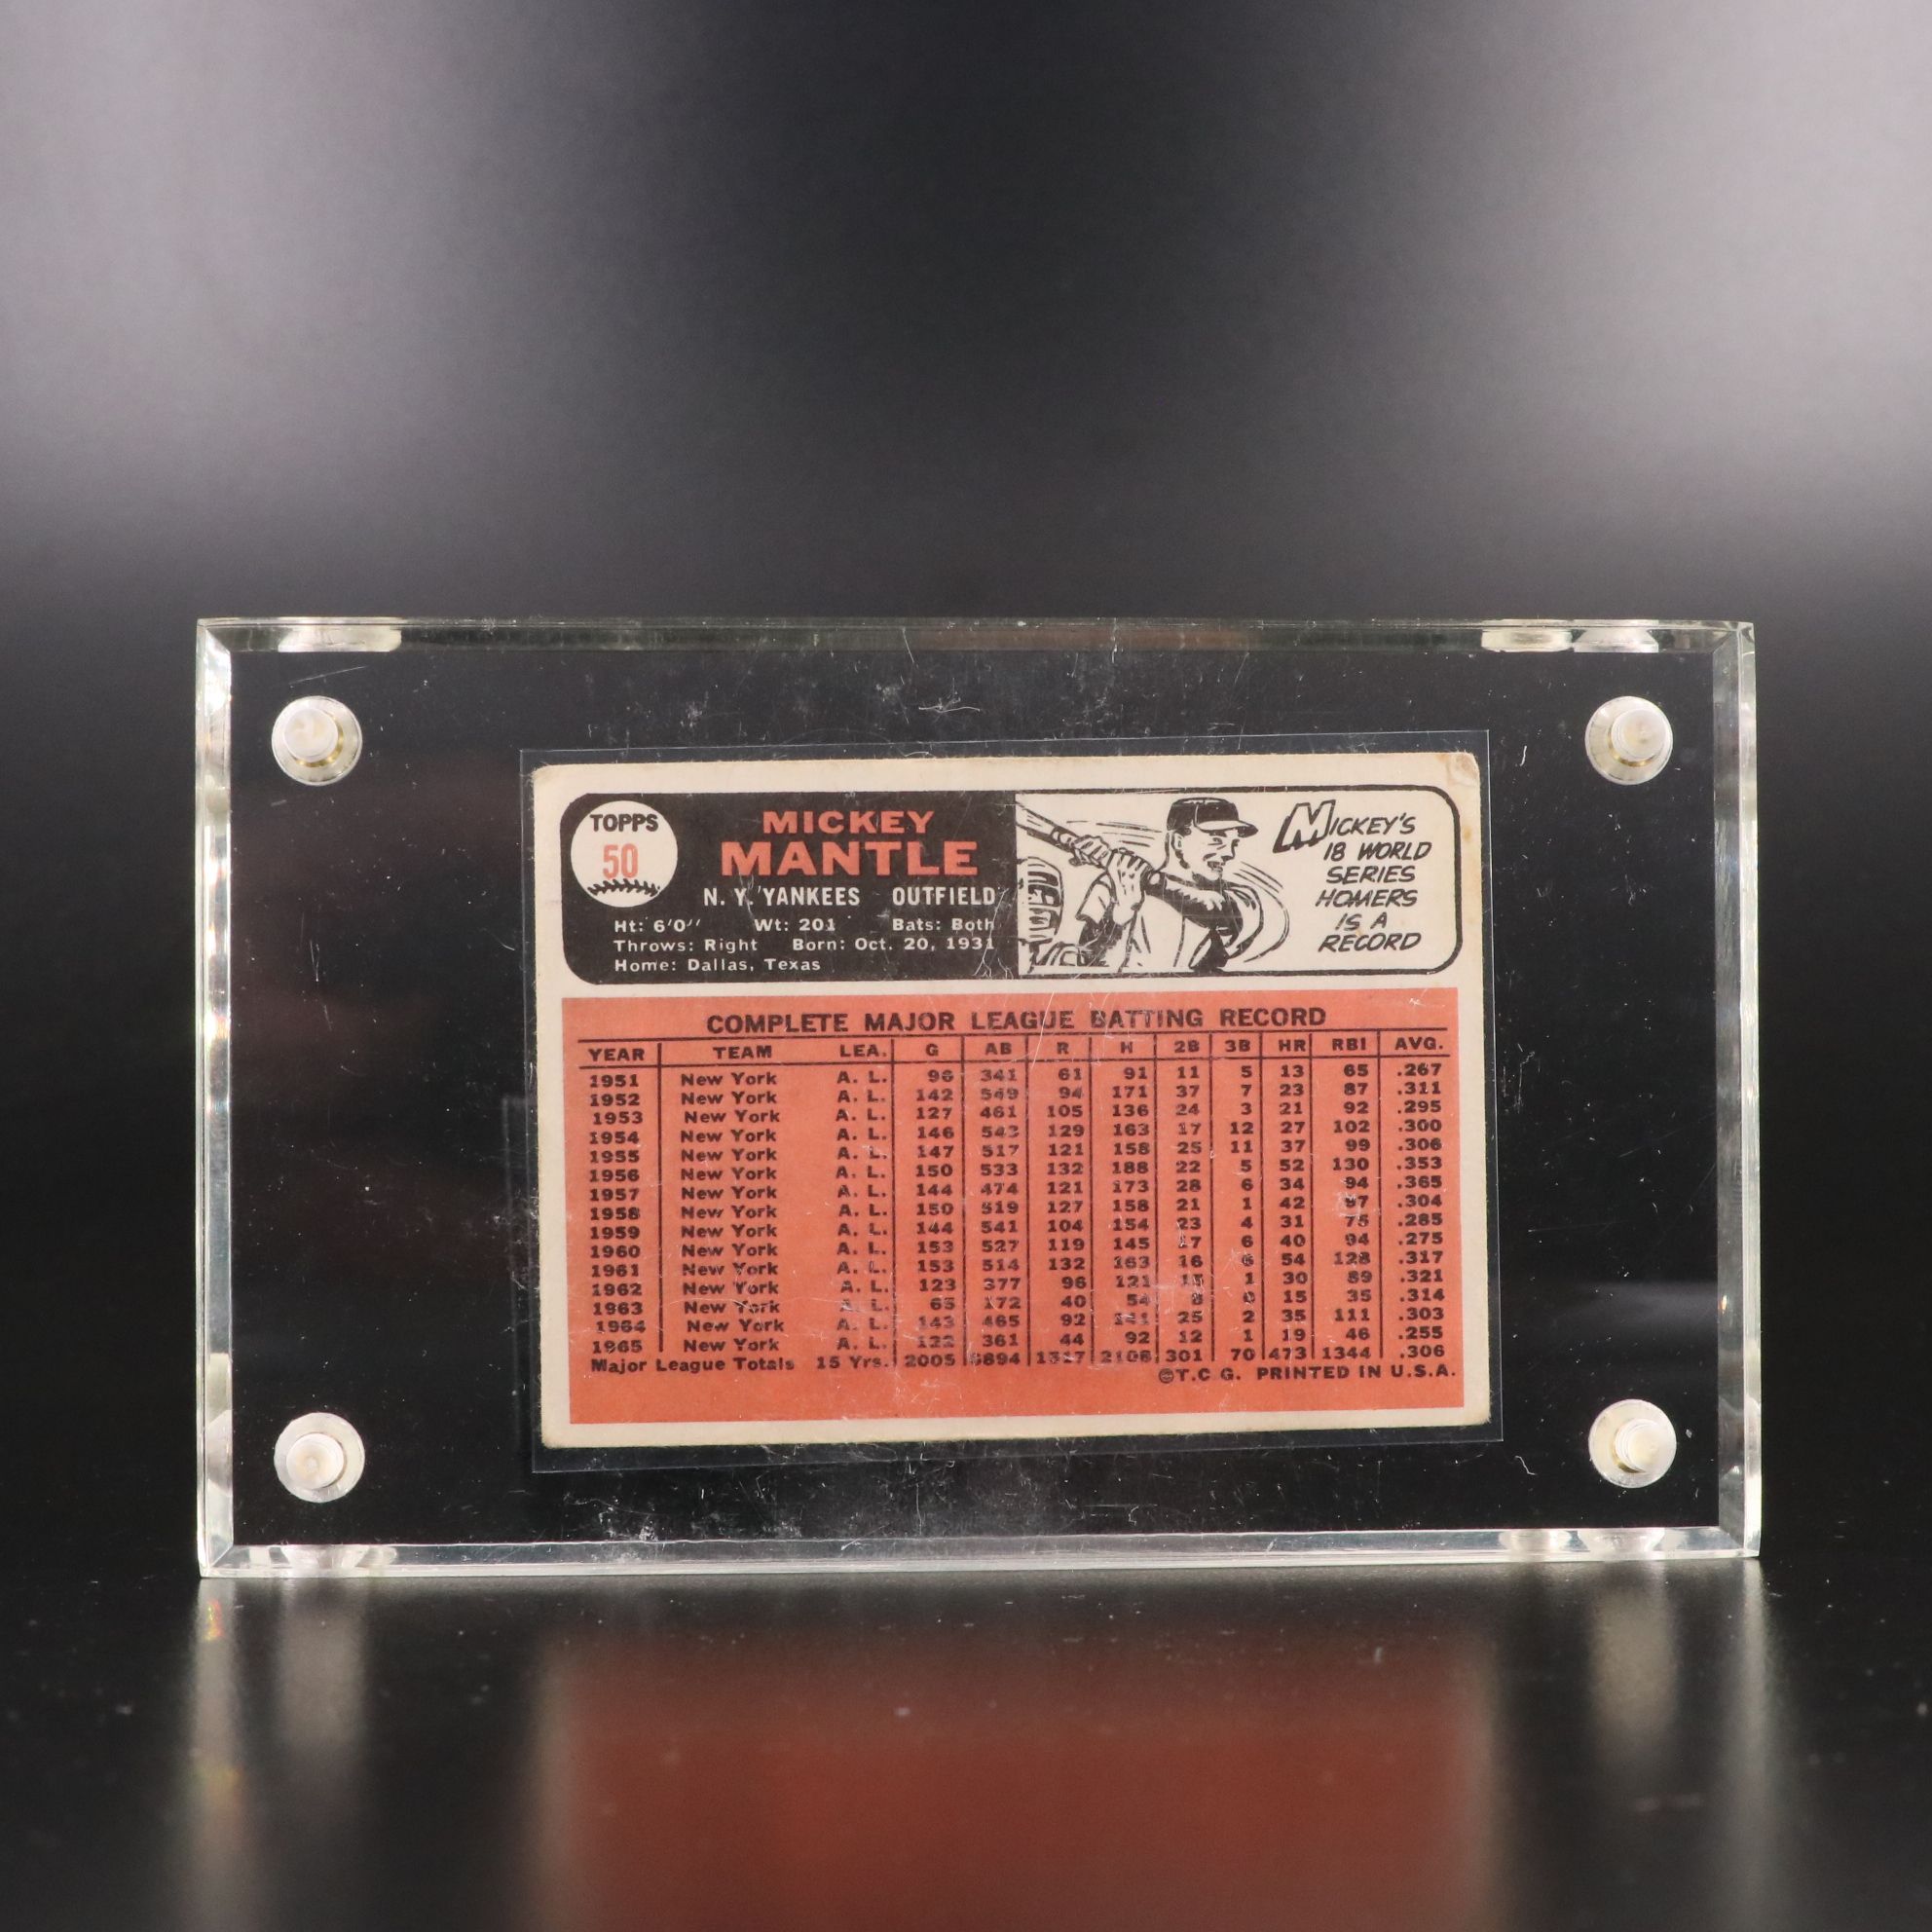 TOPPS
50
MICKEY
MANTLE
N. Y. YANKEES OUTFIELD
Ht: 6'0'' Wt: 201 Bats: Both
Throws: Right Born: Oct. 20, 1931
Home: Dallas, Texas
MICKEY'S
18 WORLD
SERIES
HOMERS
IS A
RECORD
COMPLETE MAJOR LEAGUE BATTING RECORD
YEAR TEAM LEA. G AB R H 2B 3B HR RBI AVG.
1951 New York A. L. 96 341 61 91 11 5 13 65 .267
1952 New York A. L. 142 549 94 171 37 7 23 87 .311
1953 New York A. L. 127 461 105 136 24 3 21 92 .295
1954 New York A. L. 146 543 129 163 17 12 27 102 .300
1955 New York A. L. 147 517 121 158 25 11 37 99 .306
1956 New York A. L. 150 533 132 188 22 5 52 130 .353
1957 New York A. L. 144 474 121 173 28 6 34 94 .365
1958 New York A. L. 150 519 127 158 21 1 42 97 .304
1959 New York A. L. 144 541 104 154 23 4 31 75 .285
1960 New York A. L. 153 527 119 145 17 6 40 94 .275
1961 New York A. L. 153 514 132 163 16 6 54 128 .317
1962 New York A. L. 123 377 96 121 15 1 30 89 .321
1963 New York A. L. 65 172 40 54 8 0 15 35 .314
1964 New York A. L. 143 465 92 141 25 2 35 111 .303
1965 New York A. L. 122 361 44 92 12 1 19 46 .255
Major League Totals 15 Yrs. 2005 6894 1517 2108 301 70 473 1344 .306
©T.C.G. PRINTED IN U.S.A.